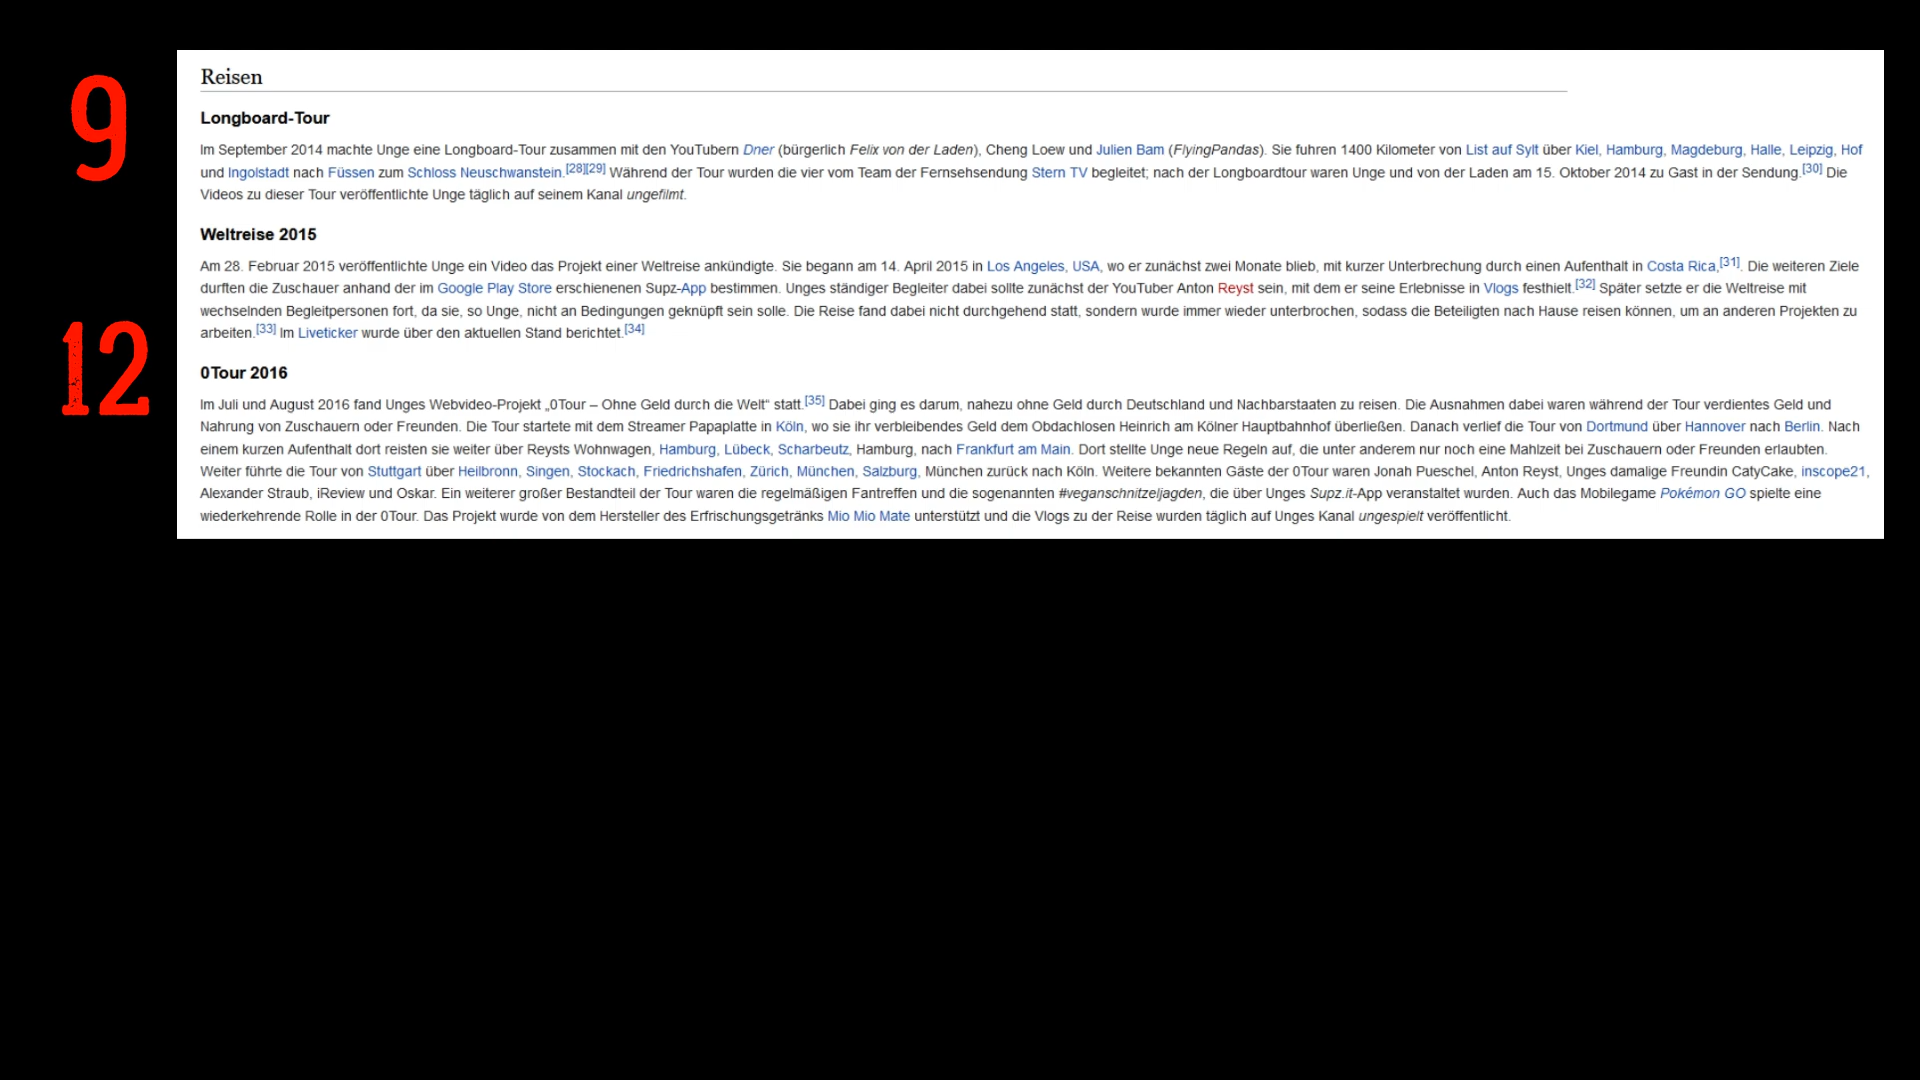 9
12
Reisen
Longboard-Tour
Im September 2014 machte Unge eine Longboard-Tour zusammen mit den YouTubern Dner (bürgerlich Felix von der Laden), Cheng Loew und Julien Bam (FlyingPandas). Sie fuhren 1400 Kilometer von List auf Sylt über Kiel, Hamburg, Magdeburg, Halle, Leipzig, Hof
und Ingolstadt nach Füssen zum Schloss Neuschwanstein.[28][29] Während der Tour wurden die vier vom Team der Fernsehsendung Stern TV begleitet; nach der Longboardtour waren Unge und von der Laden am 15. Oktober 2014 zu Gast in der Sendung.[30] Die
Videos zu dieser Tour veröffentlichte Unge täglich auf seinem Kanal ungefilmt.
Weltreise 2015
Am 28. Februar 2015 veröffentlichte Unge ein Video das Projekt einer Weltreise ankündigte. Sie begann am 14. April 2015 in Los Angeles, USA, wo er zunächst zwei Monate blieb, mit kurzer Unterbrechung durch einen Aufenthalt in Costa Rica,[31]. Die weiteren Ziele
durften die Zuschauer anhand der im Google Play Store erschienenen Supz-App bestimmen. Unges ständiger Begleiter dabei sollte zunächst der YouTuber Anton Reyst sein, mit dem er seine Erlebnisse in Vlogs festhielt.[32] Später setzte er die Weltreise mit
wechselnden Begleitpersonen fort, da sie, so Unge, nicht an Bedingungen geknüpft sein solle. Die Reise fand dabei nicht durchgehend statt, sondern wurde immer wieder unterbrochen, sodass die Beteiligten nach Hause reisen können, um an anderen Projekten zu
arbeiten.[33] Im Liveticker wurde über den aktuellen Stand berichtet.[34]
0Tour 2016
Im Juli und August 2016 fand Unges Webvideo-Projekt „0Tour – Ohne Geld durch die Welt“ statt.[35] Dabei ging es darum, nahezu ohne Geld durch Deutschland und Nachbarstaaten zu reisen. Die Ausnahmen dabei waren während der Tour verdientes Geld und
Nahrung von Zuschauern oder Freunden. Die Tour startete mit dem Streamer Papaplatte in Köln, wo sie ihr verbleibendes Geld dem Obdachlosen Heinrich am Kölner Hauptbahnhof überließen. Danach verlief die Tour von Dortmund über Hannover nach Berlin. Nach
einem kurzen Aufenthalt dort reisten sie weiter über Reysts Wohnwagen, Hamburg, Lübeck, Scharbeutz, Hamburg, nach Frankfurt am Main. Dort stellte Unge neue Regeln auf, die unter anderem nur noch eine Mahlzeit bei Zuschauern oder Freunden erlaubten.
Weiter führte die Tour von Stuttgart über Heilbronn, Singen, Stockach, Friedrichshafen, Zürich, München, Salzburg, München zurück nach Köln. Weitere bekannten Gäste der 0Tour waren Jonah Pueschel, Anton Reyst, Unges damalige Freundin CatyCake, inscope21,
Alexander Straub, iReview und Oskar. Ein weiterer großer Bestandteil der Tour waren die regelmäßigen Fantreffen und die sogenannten #veganschnitzeljagden, die über Unges Supz.it-App veranstaltet wurden. Auch das Mobilegame Pokémon GO spielte eine
wiederkehrende Rolle in der 0Tour. Das Projekt wurde von dem Hersteller des Erfrischungsgetränks Mio Mio Mate unterstützt und die Vlogs zu der Reise wurden täglich auf Unges Kanal ungespielt veröffentlicht.